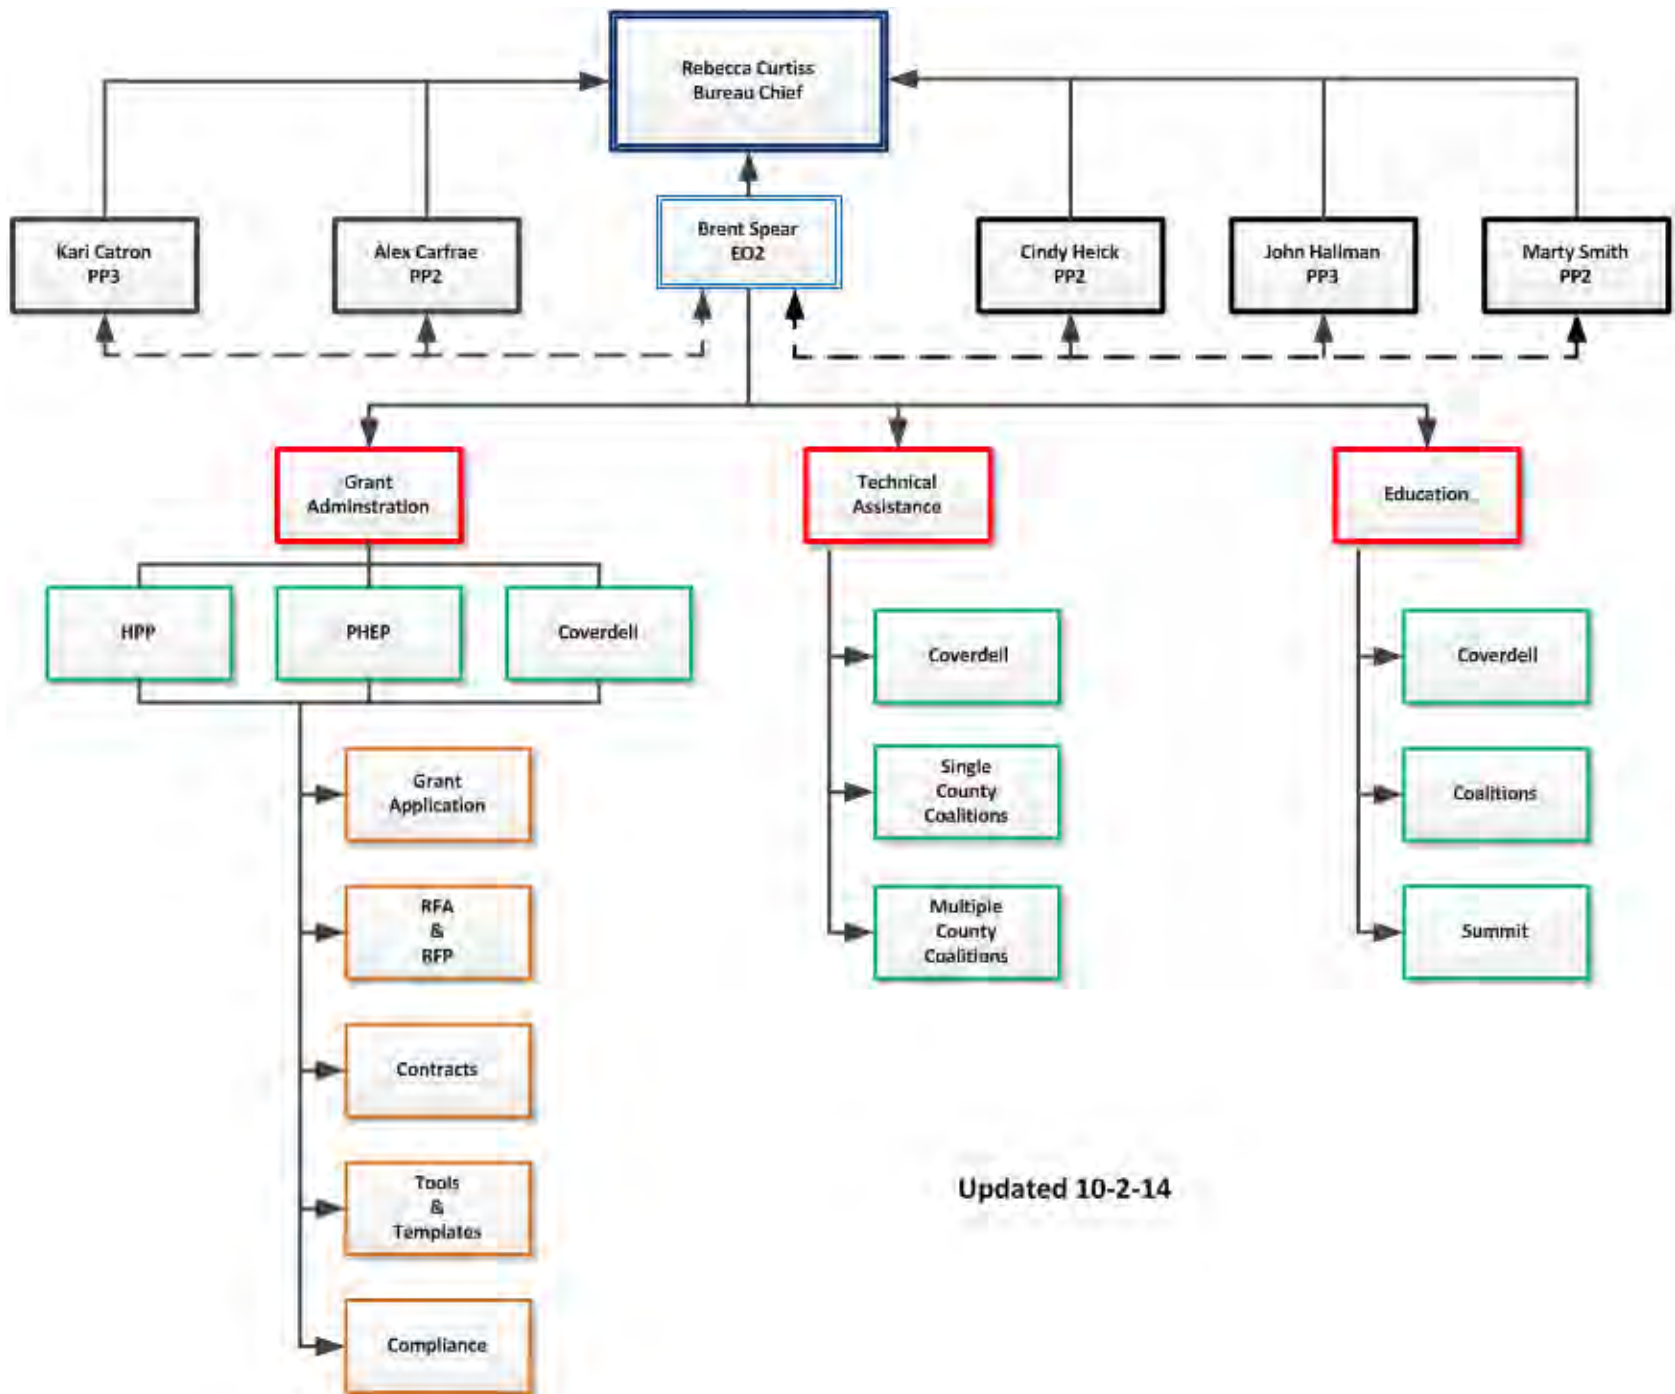 Rebecca Curtiss
Bureau Chief
Kari Catron
PP3
Alex Carfrae
PP2
Brent Spear
EO2
Cindy Heick
PP2
John Hallman
PP3
Marty Smith
PP2
Grant
Adminstration
Technical
Assistance
Education
HPP
PHEP
Coverdell
Coverdell
Coverdell
Grant
Application
Single
County
Coalitions
Coalitions
RFA
&
RFP
Multiple
County
Coalitions
Summit
Contracts
Tools
&
Templates
Updated 10-2-14
Compliance